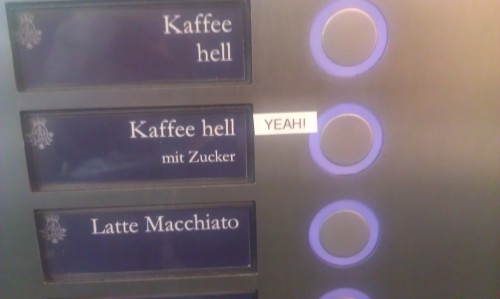 Kaffee
hell
Kaffee hell
YEAH!
mit Zucker
Latte Macchiato